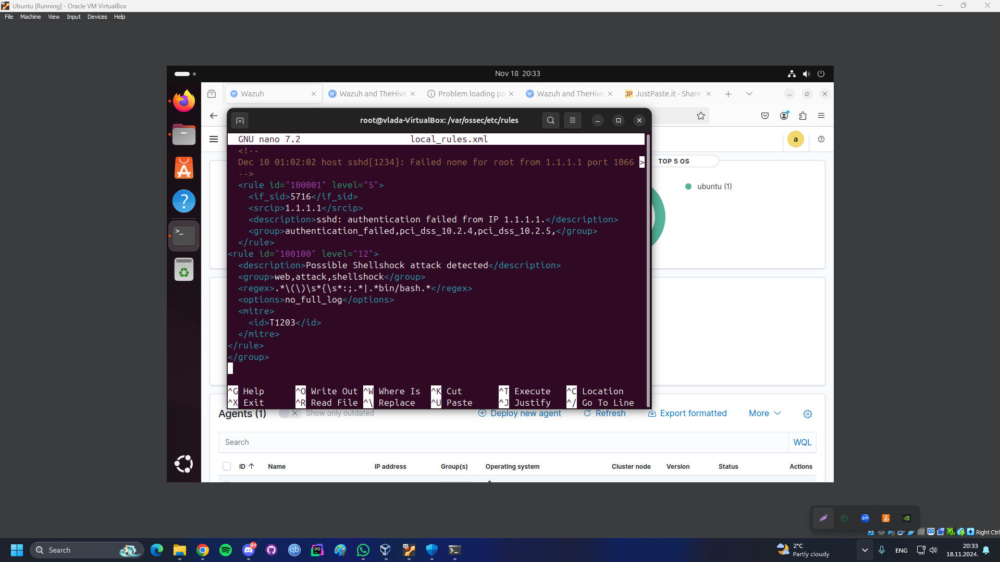 Ubuntu [Running] - Oracle VM VirtualBox
File Machine View Input Devices Help
Nov 18 20:33
Wazuh
Wazuh and TheHive
Problem loading pa
Wazuh and TheHive
JP JustPaste.it - Share
root@vlada-VirtualBox: /var/ossec/etc/rules
a
GNU nano 7.2 local_rules.xml
<!--
Dec 10 01:02:02 host sshd[1234]: Failed none for root from 1.1.1.1 port 1066 >
-->
<rule id="100001" level="5">
<if_sid>5716</if_sid>
<srcip>1.1.1.1</srcip>
<description>sshd: authentication failed from IP 1.1.1.1.</description>
<group>authentication_failed,pci_dss_10.2.4,pci_dss_10.2.5,</group>
</rule>
<rule id="100100" level="12">
<description>Possible Shellshock attack detected</description>
<group>web,attack,shellshock</group>
<regex>.*\(\)\s*{\s*:;.*|.*bin/bash.*</regex>
<options>no_full_log</options>
<mitre>
<id>T1203</id>
</mitre>
</rule>
</group>
^G Help ^O Write Out ^W Where Is ^K Cut ^T Execute ^C Location
^X Exit ^R Read File ^\ Replace ^U Paste ^J Justify ^/ Go To Line
TOP 5 OS
ubuntu (1)
Agents (1)
Show only outdated
Deploy new agent
Refresh
Export formatted
More
Search
WQL
ID Name IP address Group(s) Operating system Cluster node Version Status Actions
zm
Right Ctrl
Search
9+
qb
DG
2°C
Partly cloudy
ENG
20:33
18.11.2024.